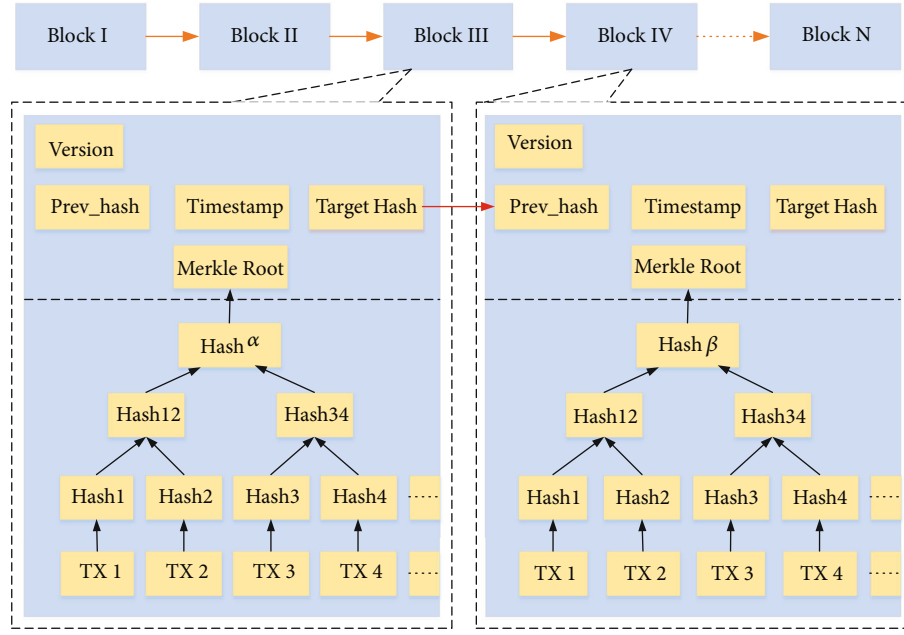 Block I
Block II
Block III
Block IV
Block N
Version
Prev_hash
Timestamp
Target Hash
Merkle Root
Hash α
Hash12
Hash34
Hash1
Hash2
Hash3
Hash4
TX 1
TX 2
TX 3
TX 4
Version
Prev_hash
Timestamp
Target Hash
Merkle Root
Hash β
Hash12
Hash34
Hash1
Hash2
Hash3
Hash4
TX 1
TX 2
TX 3
TX 4